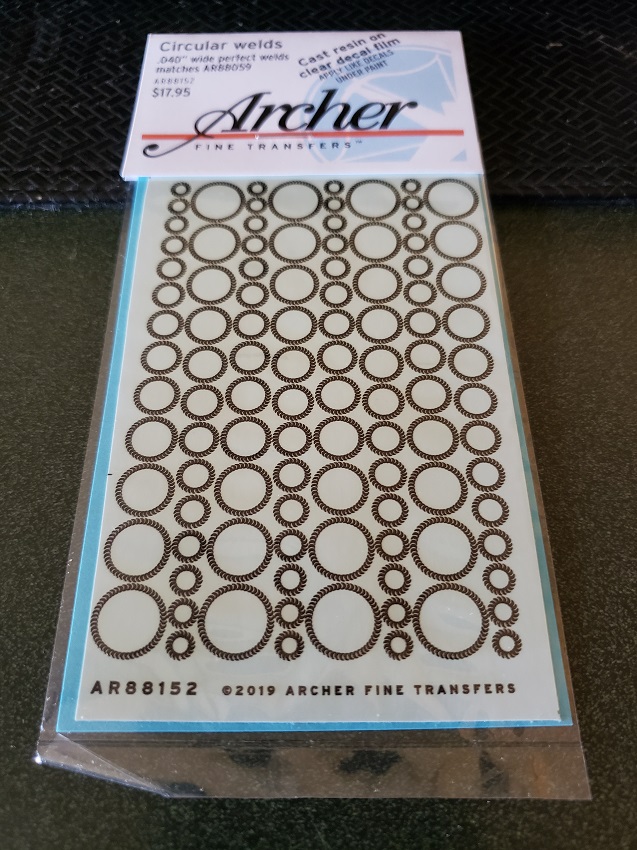 Circular welds
.040" wide perfect welds
matches AR88059
AR88152
$17.95
Cast resin on
clear decal film
APPLY LIKE DECALS
UNDER PAINT
Archer
FINE TRANSFERS™
AR88152 ©2019 ARCHER FINE TRANSFERS